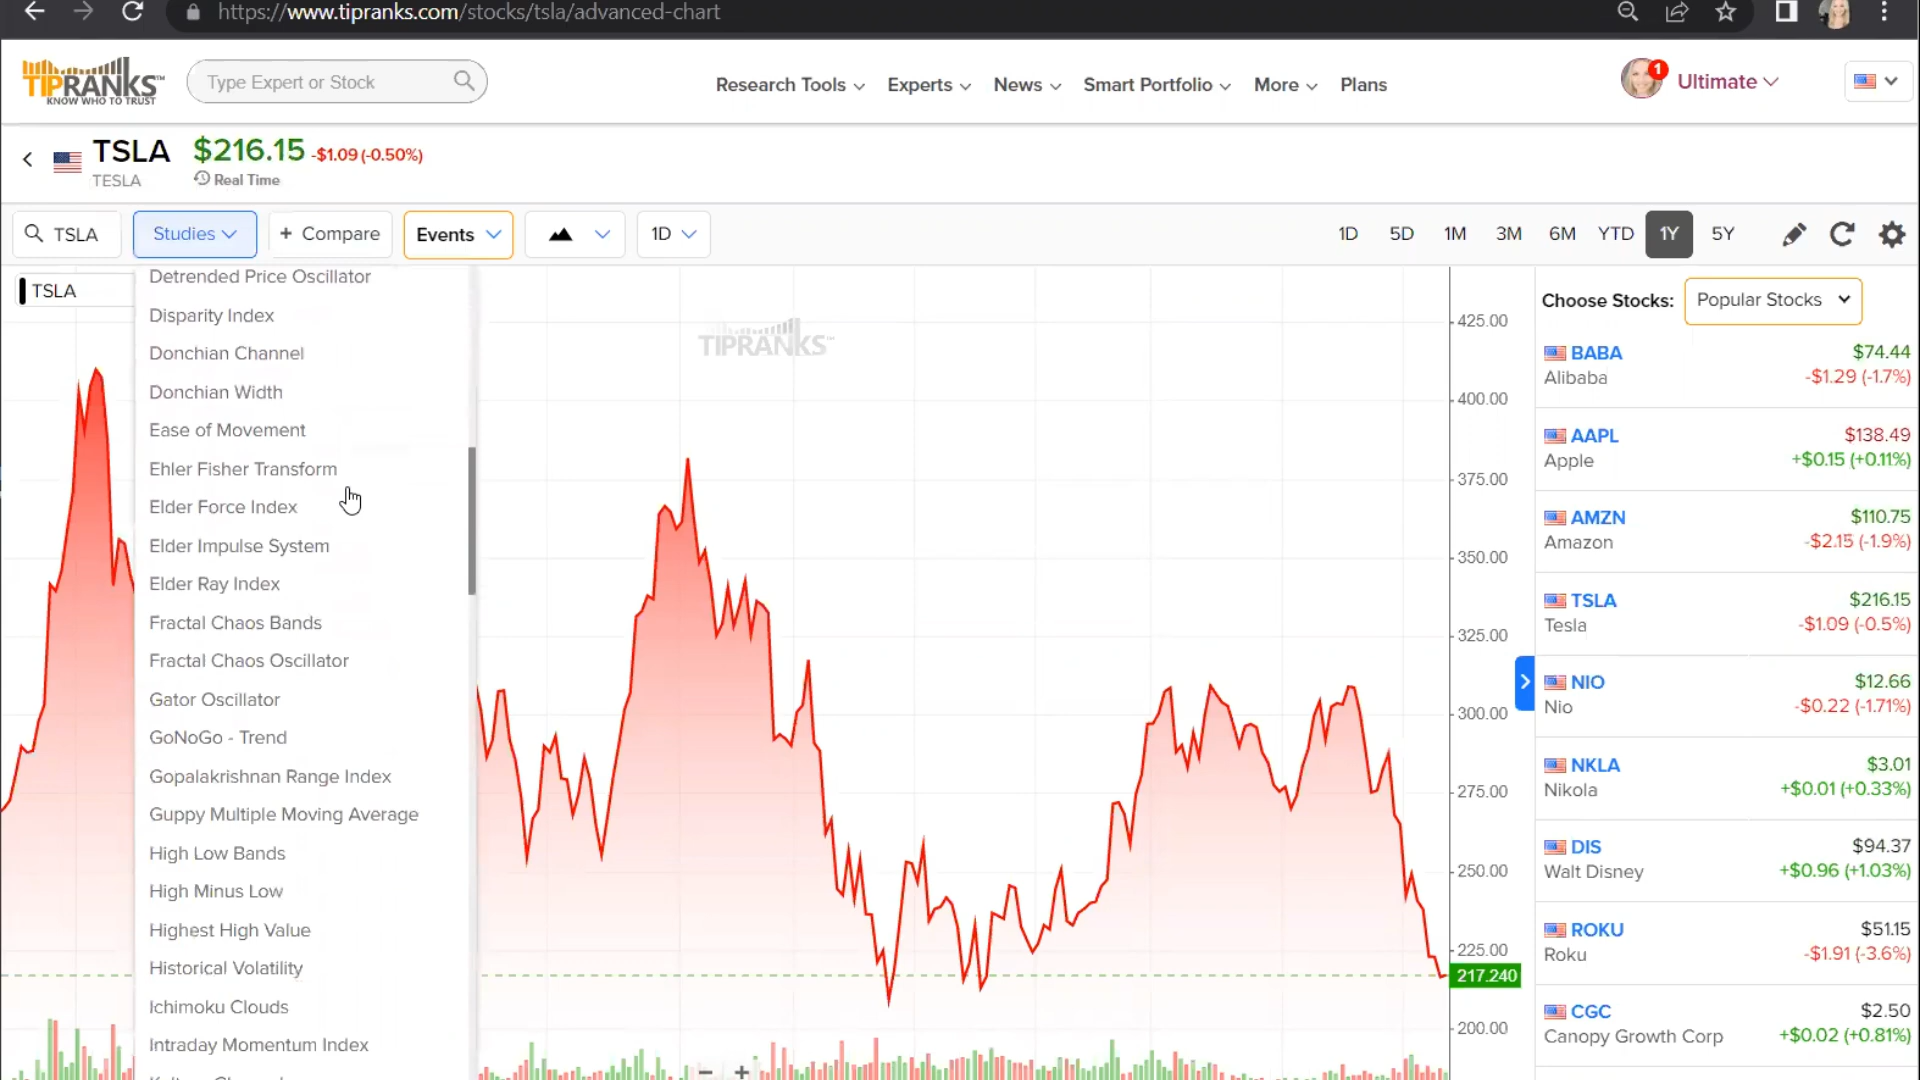 https://www.tipranks.com/stocks/tsla/advanced-chart
TIPRANKS™
KNOW WHO TO TRUST
Type Expert or Stock
Research Tools
Experts
News
Smart Portfolio
More
Plans
1
Ultimate
TSLA
$216.15 -$1.09 (-0.50%)
TESLA
Real Time
TSLA
Studies
+ Compare
Events
1D
1D 5D 1M 3M 6M YTD 1Y 5Y
TSLA
Detrended Price Oscillator
Disparity Index
Donchian Channel
Donchian Width
Ease of Movement
Ehler Fisher Transform
Elder Force Index
Elder Impulse System
Elder Ray Index
Fractal Chaos Bands
Fractal Chaos Oscillator
Gator Oscillator
GoNoGo - Trend
Gopalakrishnan Range Index
Guppy Multiple Moving Average
High Low Bands
High Minus Low
Highest High Value
Historical Volatility
Ichimoku Clouds
Intraday Momentum Index
TIPRANKS™
425.00
400.00
375.00
350.00
325.00
300.00
275.00
250.00
225.00
217.240
200.00
Choose Stocks: Popular Stocks
BABA $74.44
Alibaba -$1.29 (-1.7%)
AAPL $138.49
Apple +$0.15 (+0.11%)
AMZN $110.75
Amazon -$2.15 (-1.9%)
TSLA $216.15
Tesla -$1.09 (-0.5%)
NIO $12.66
Nio -$0.22 (-1.71%)
NKLA $3.01
Nikola +$0.01 (+0.33%)
DIS $94.37
Walt Disney +$0.96 (+1.03%)
ROKU $51.15
Roku -$1.91 (-3.6%)
CGC $2.50
Canopy Growth Corp +$0.02 (+0.81%)